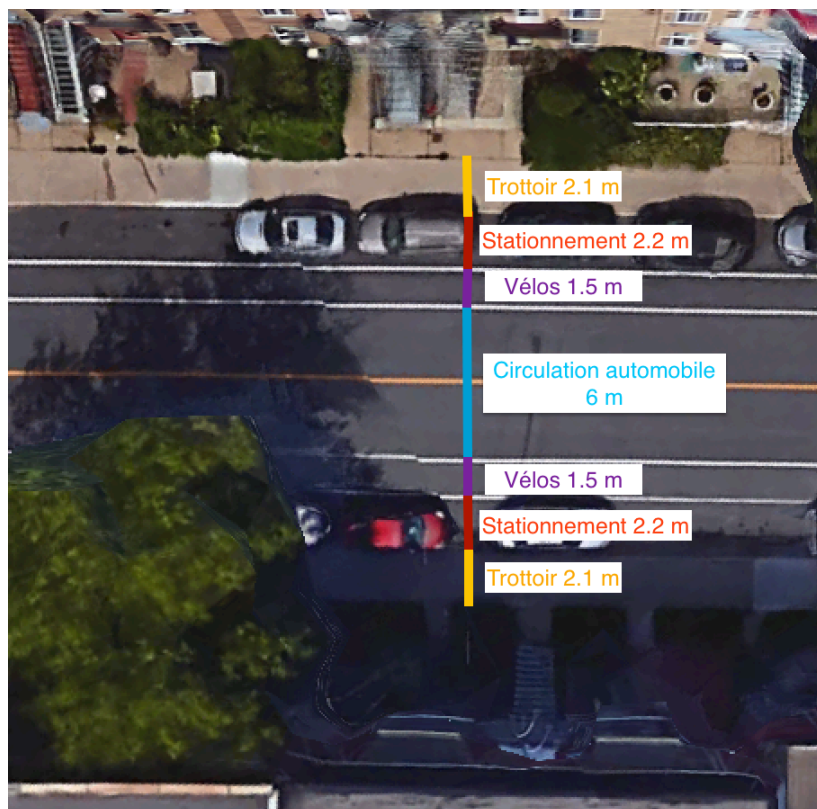 Trottoir 2.1 m
Stationnement 2.2 m
Vélos 1.5 m
Circulation automobile
6 m
Vélos 1.5 m
Stationnement 2.2 m
Trottoir 2.1 m